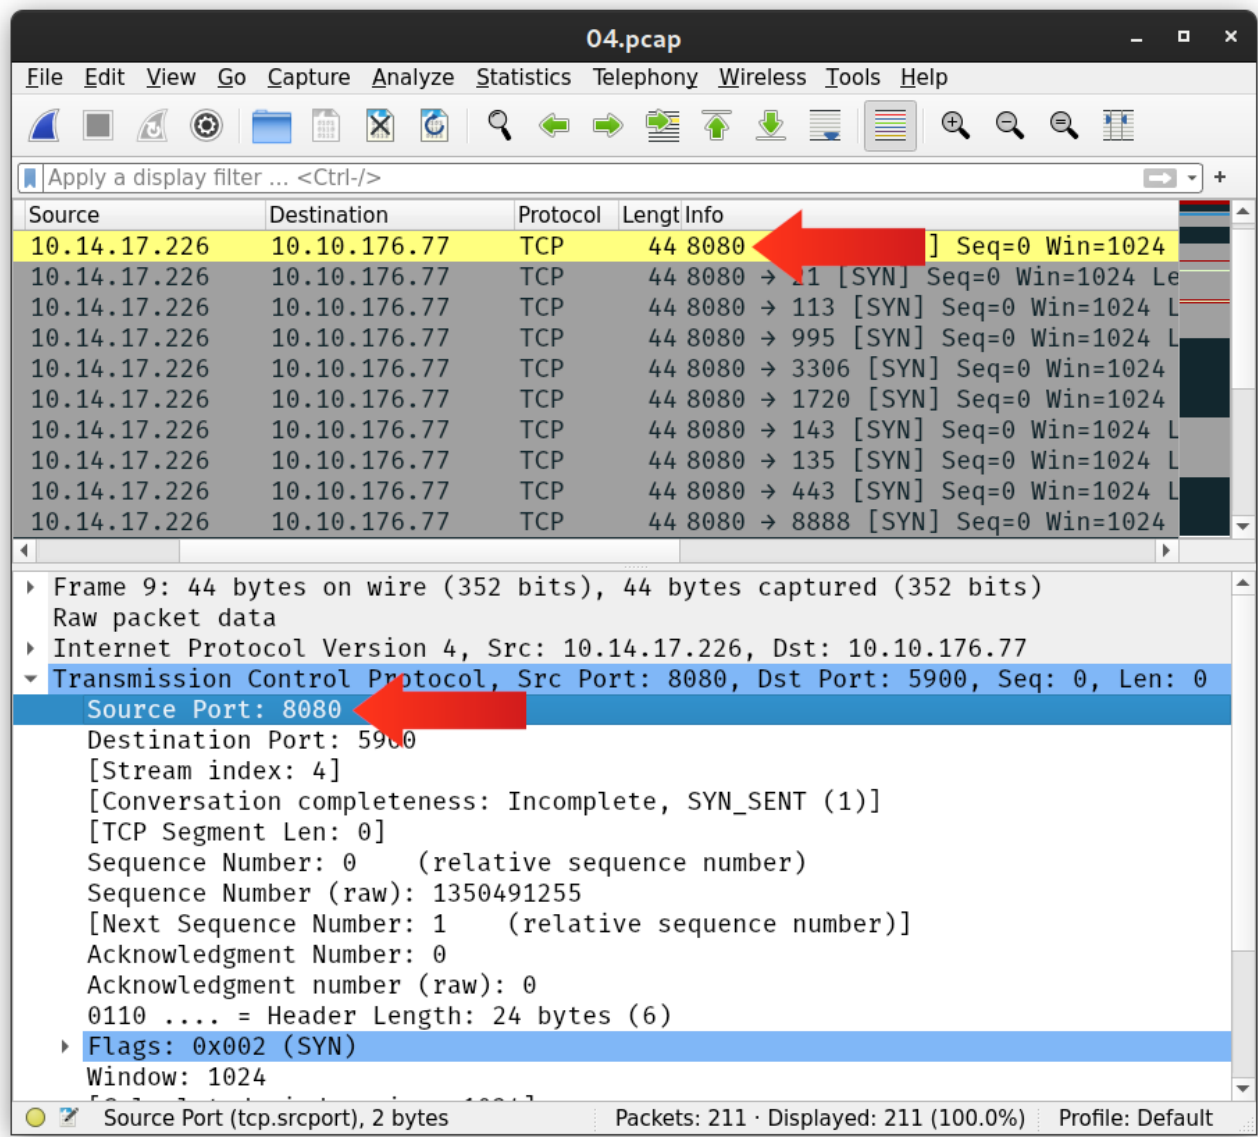 04.pcap
File Edit View Go Capture Analyze Statistics Telephony Wireless Tools Help
Apply a display filter ... <Ctrl-/>
Source Destination Protocol Lengt Info
10.14.17.226 10.10.176.77 TCP 44 8080 ] Seq=0 Win=1024
10.14.17.226 10.10.176.77 TCP 44 8080 → 21 [SYN] Seq=0 Win=1024 Le
10.14.17.226 10.10.176.77 TCP 44 8080 → 113 [SYN] Seq=0 Win=1024 L
10.14.17.226 10.10.176.77 TCP 44 8080 → 995 [SYN] Seq=0 Win=1024 L
10.14.17.226 10.10.176.77 TCP 44 8080 → 3306 [SYN] Seq=0 Win=1024
10.14.17.226 10.10.176.77 TCP 44 8080 → 1720 [SYN] Seq=0 Win=1024
10.14.17.226 10.10.176.77 TCP 44 8080 → 143 [SYN] Seq=0 Win=1024 L
10.14.17.226 10.10.176.77 TCP 44 8080 → 135 [SYN] Seq=0 Win=1024 L
10.14.17.226 10.10.176.77 TCP 44 8080 → 443 [SYN] Seq=0 Win=1024 L
10.14.17.226 10.10.176.77 TCP 44 8080 → 8888 [SYN] Seq=0 Win=1024
Frame 9: 44 bytes on wire (352 bits), 44 bytes captured (352 bits)
Raw packet data
Internet Protocol Version 4, Src: 10.14.17.226, Dst: 10.10.176.77
Transmission Control Protocol, Src Port: 8080, Dst Port: 5900, Seq: 0, Len: 0
Source Port: 8080
Destination Port: 5900
[Stream index: 4]
[Conversation completeness: Incomplete, SYN_SENT (1)]
[TCP Segment Len: 0]
Sequence Number: 0 (relative sequence number)
Sequence Number (raw): 1350491255
[Next Sequence Number: 1 (relative sequence number)]
Acknowledgment Number: 0
Acknowledgment number (raw): 0
0110 .... = Header Length: 24 bytes (6)
Flags: 0x002 (SYN)
Window: 1024
Source Port (tcp.srcport), 2 bytes Packets: 211 · Displayed: 211 (100.0%) Profile: Default